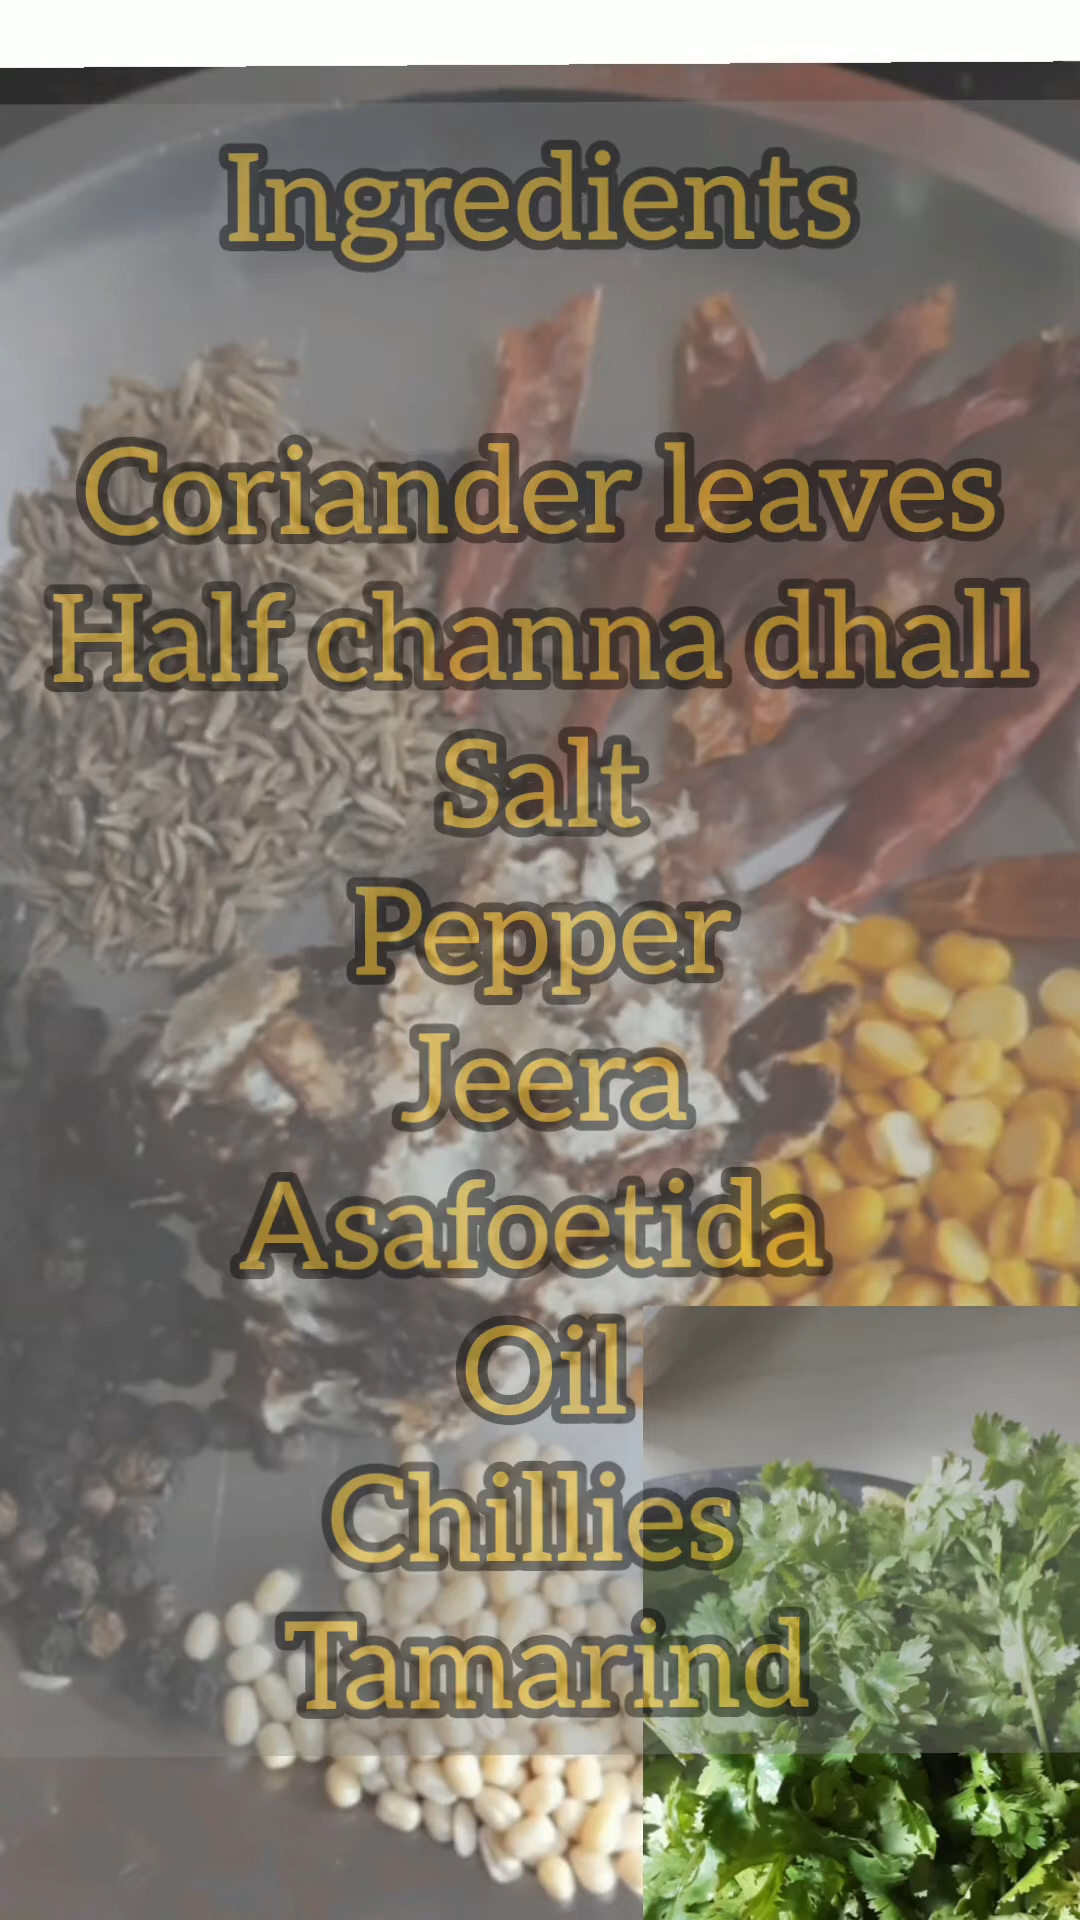 Ingredients
Coriander leaves
Half channa dhall
Salt
Pepper
Jeera
Asafoetida
Oil
Chillies
Tamarind